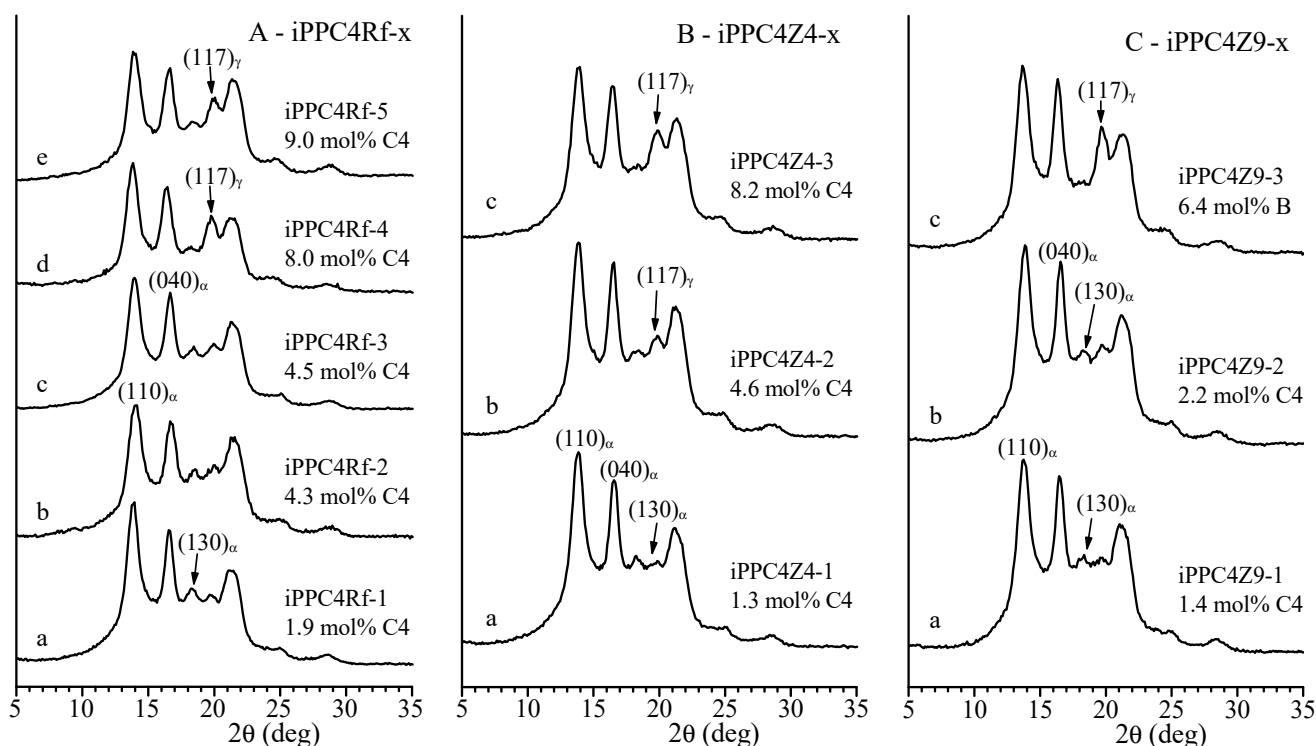 A - iPPC4Rf-x
(117)γ
iPPC4Rf-5
9.0 mol% C4
e
(117)γ
iPPC4Rf-4
8.0 mol% C4
d
(040)α
iPPC4Rf-3
4.5 mol% C4
c
(110)α
iPPC4Rf-2
4.3 mol% C4
b
(130)α
iPPC4Rf-1
1.9 mol% C4
a
5 10 15 20 25 30 35
2θ (deg)
B - iPPC4Z4-x
(117)γ
iPPC4Z4-3
8.2 mol% C4
c
(117)γ
iPPC4Z4-2
4.6 mol% C4
b
(110)α
(040)α
(130)α
iPPC4Z4-1
1.3 mol% C4
a
5 10 15 20 25 30 35
2θ (deg)
C - iPPC4Z9-x
(117)γ
iPPC4Z9-3
6.4 mol% B
c
(040)α
(130)α
iPPC4Z9-2
2.2 mol% C4
b
(110)α
(130)α
iPPC4Z9-1
1.4 mol% C4
a
5 10 15 20 25 30 35
2θ (deg)